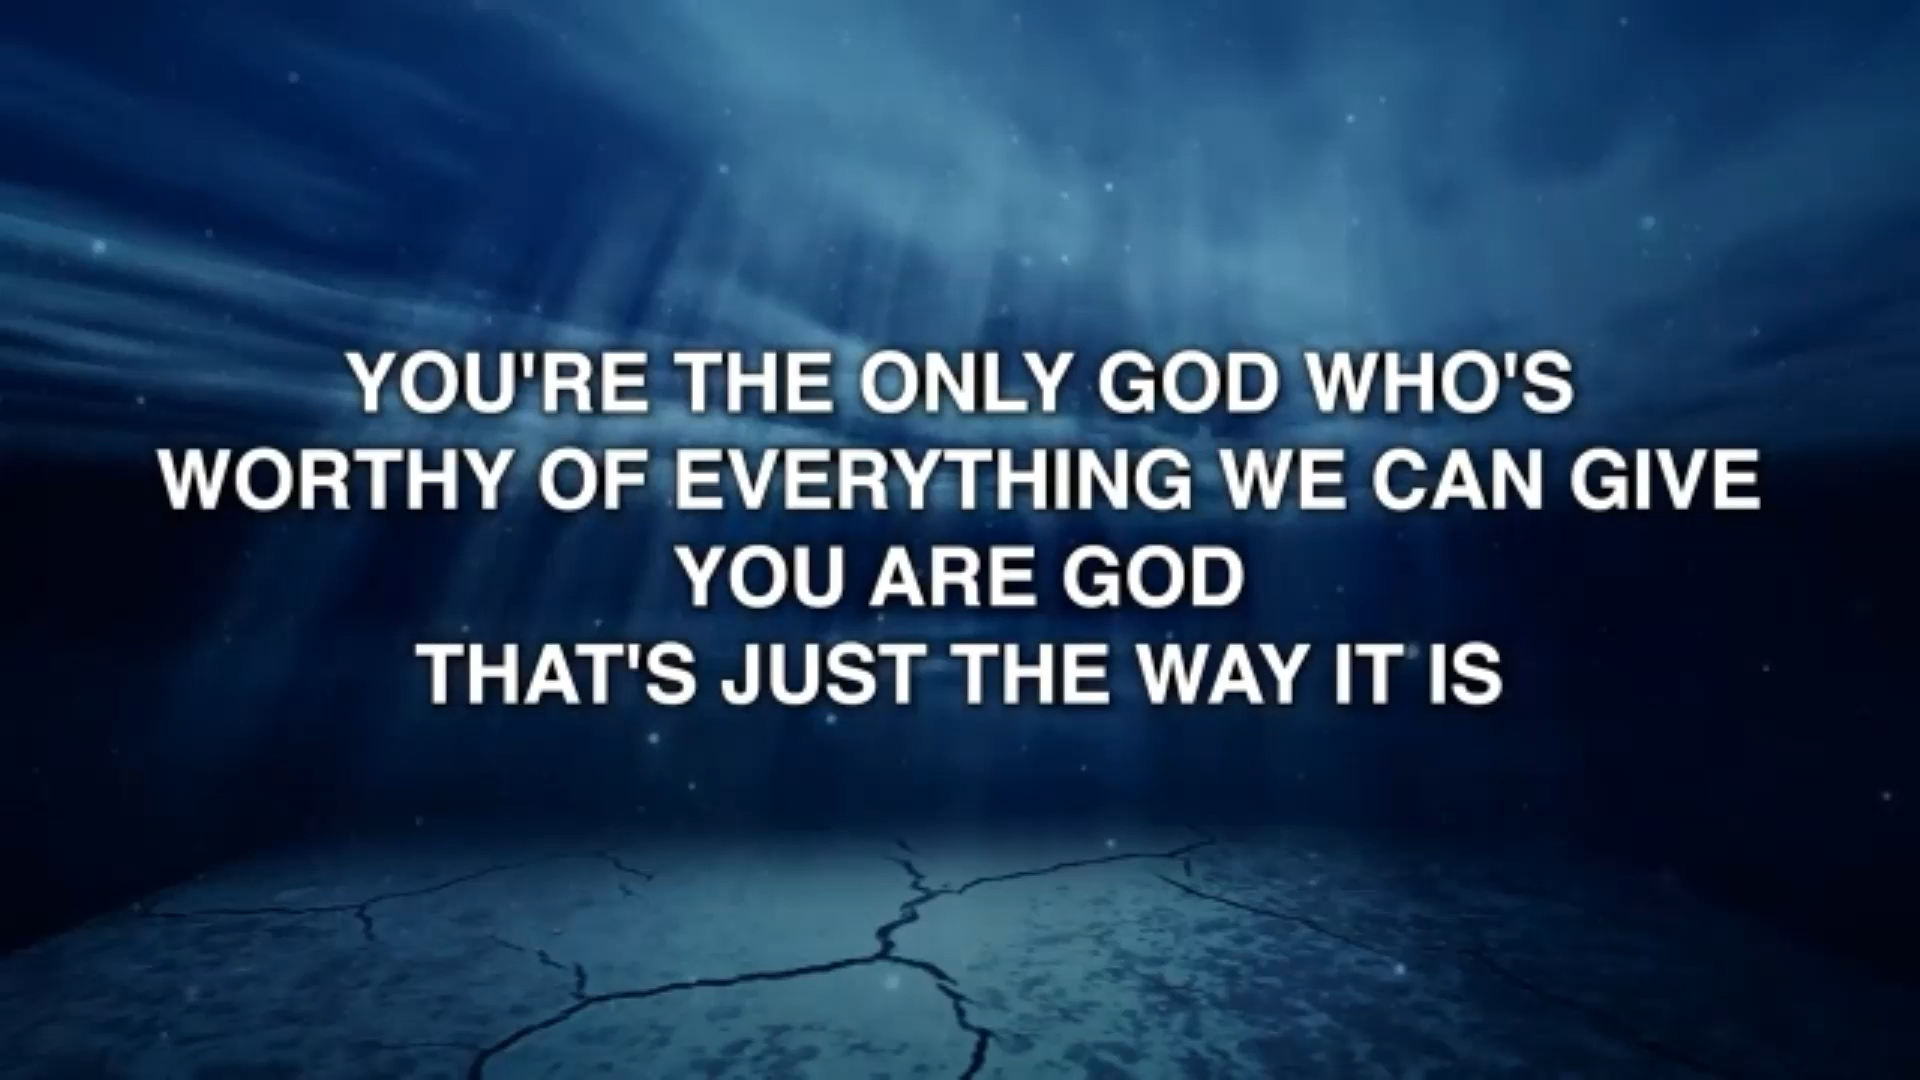 YOU'RE THE ONLY GOD WHO'S
WORTHY OF EVERYTHING WE CAN GIVE
YOU ARE GOD
THAT'S JUST THE WAY IT IS